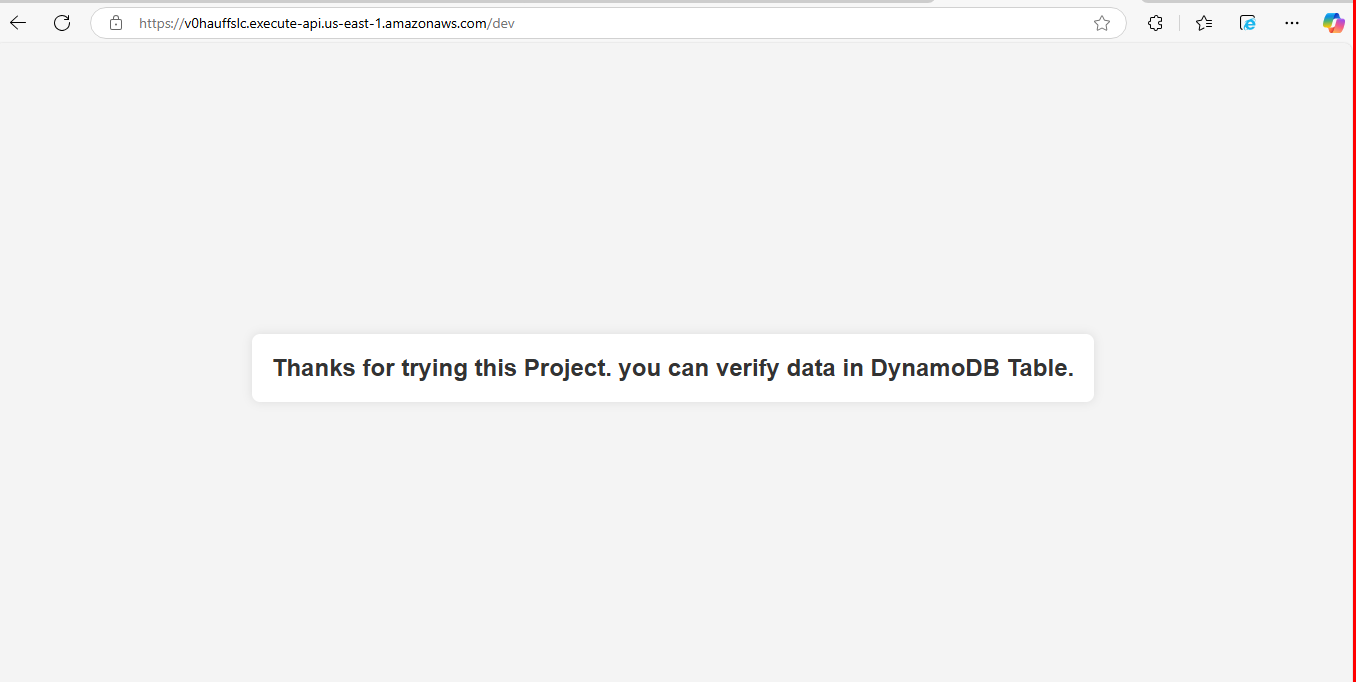 https://v0hauffslc.execute-api.us-east-1.amazonaws.com/dev
Thanks for trying this Project. you can verify data in DynamoDB Table.